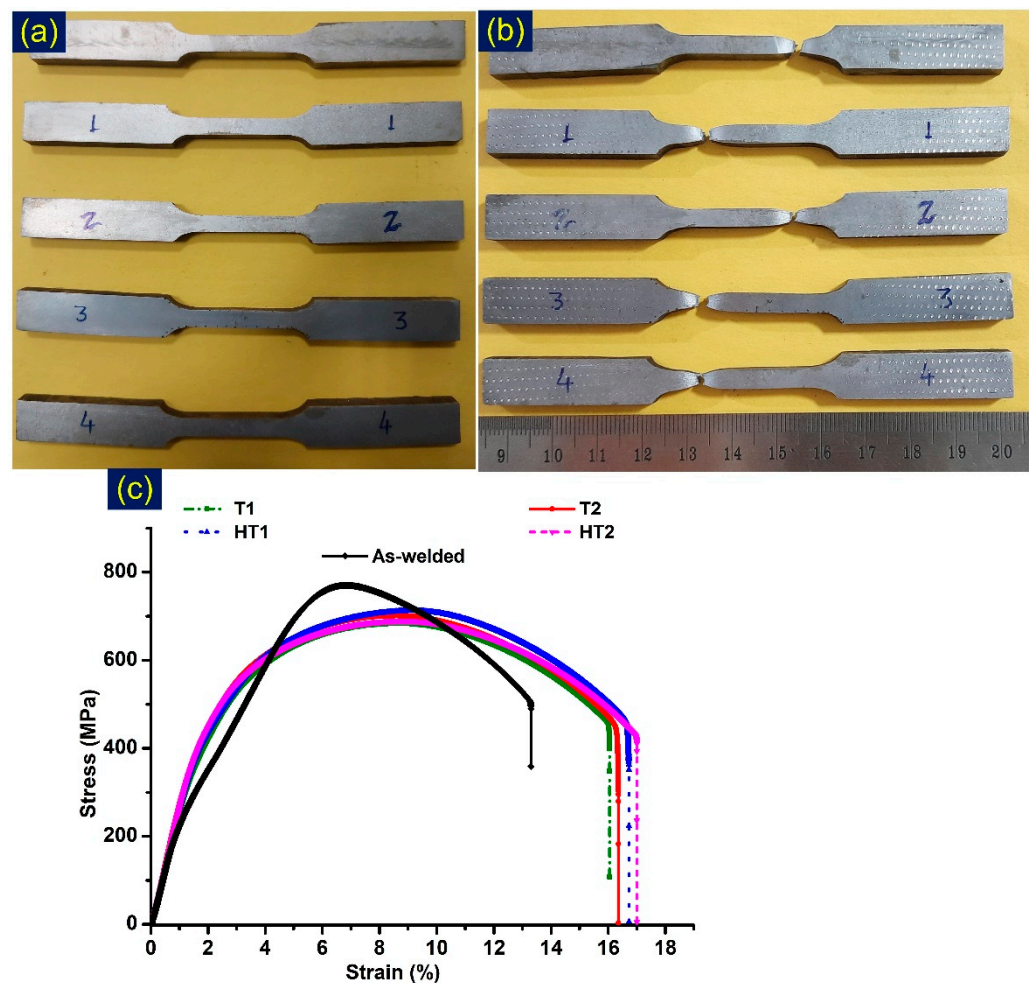 (a)
(b)
1 1
2 2
3 3
4 4
1 1
2 2
3 3
4 4
9 10 11 12 13 14 15 16 17 18 19 20
(c)
T1 T2
HT1 HT2
As-welded
800
600
400
200
0
Stress (MPa)
0 2 4 6 8 10 12 14 16 18
Strain (%)